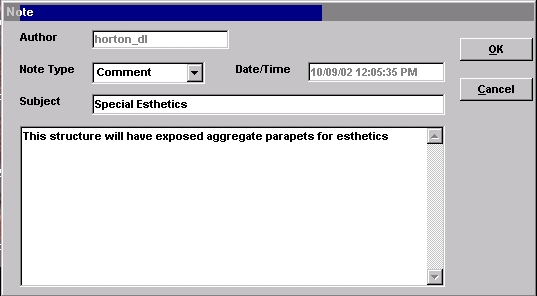 Note
Author horton_dl
OK
Note Type Comment Date/Time 10/09/02 12:05:35 PM
Cancel
Subject Special Esthetics
This structure will have exposed aggregate parapets for esthetics